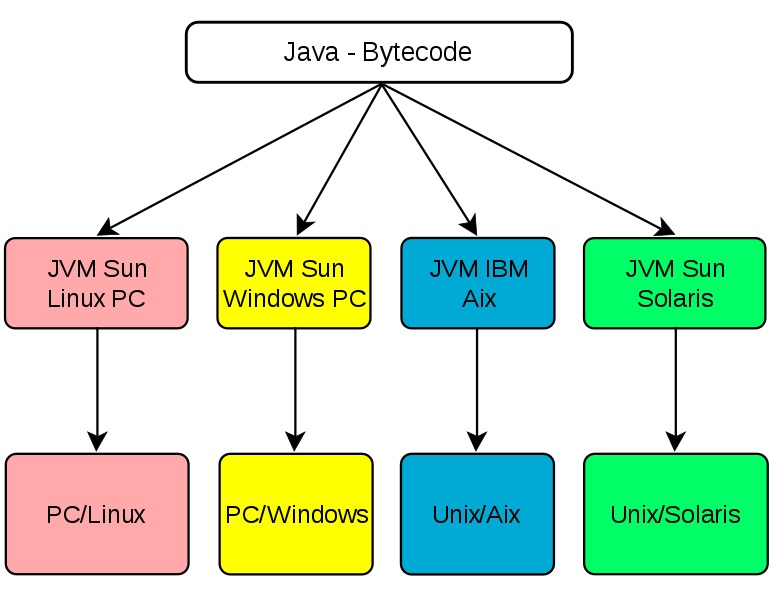 Java - Bytecode
JVM Sun
Linux PC
JVM Sun
Windows PC
JVM IBM
Aix
JVM Sun
Solaris
PC/Linux
PC/Windows
Unix/Aix
Unix/Solaris